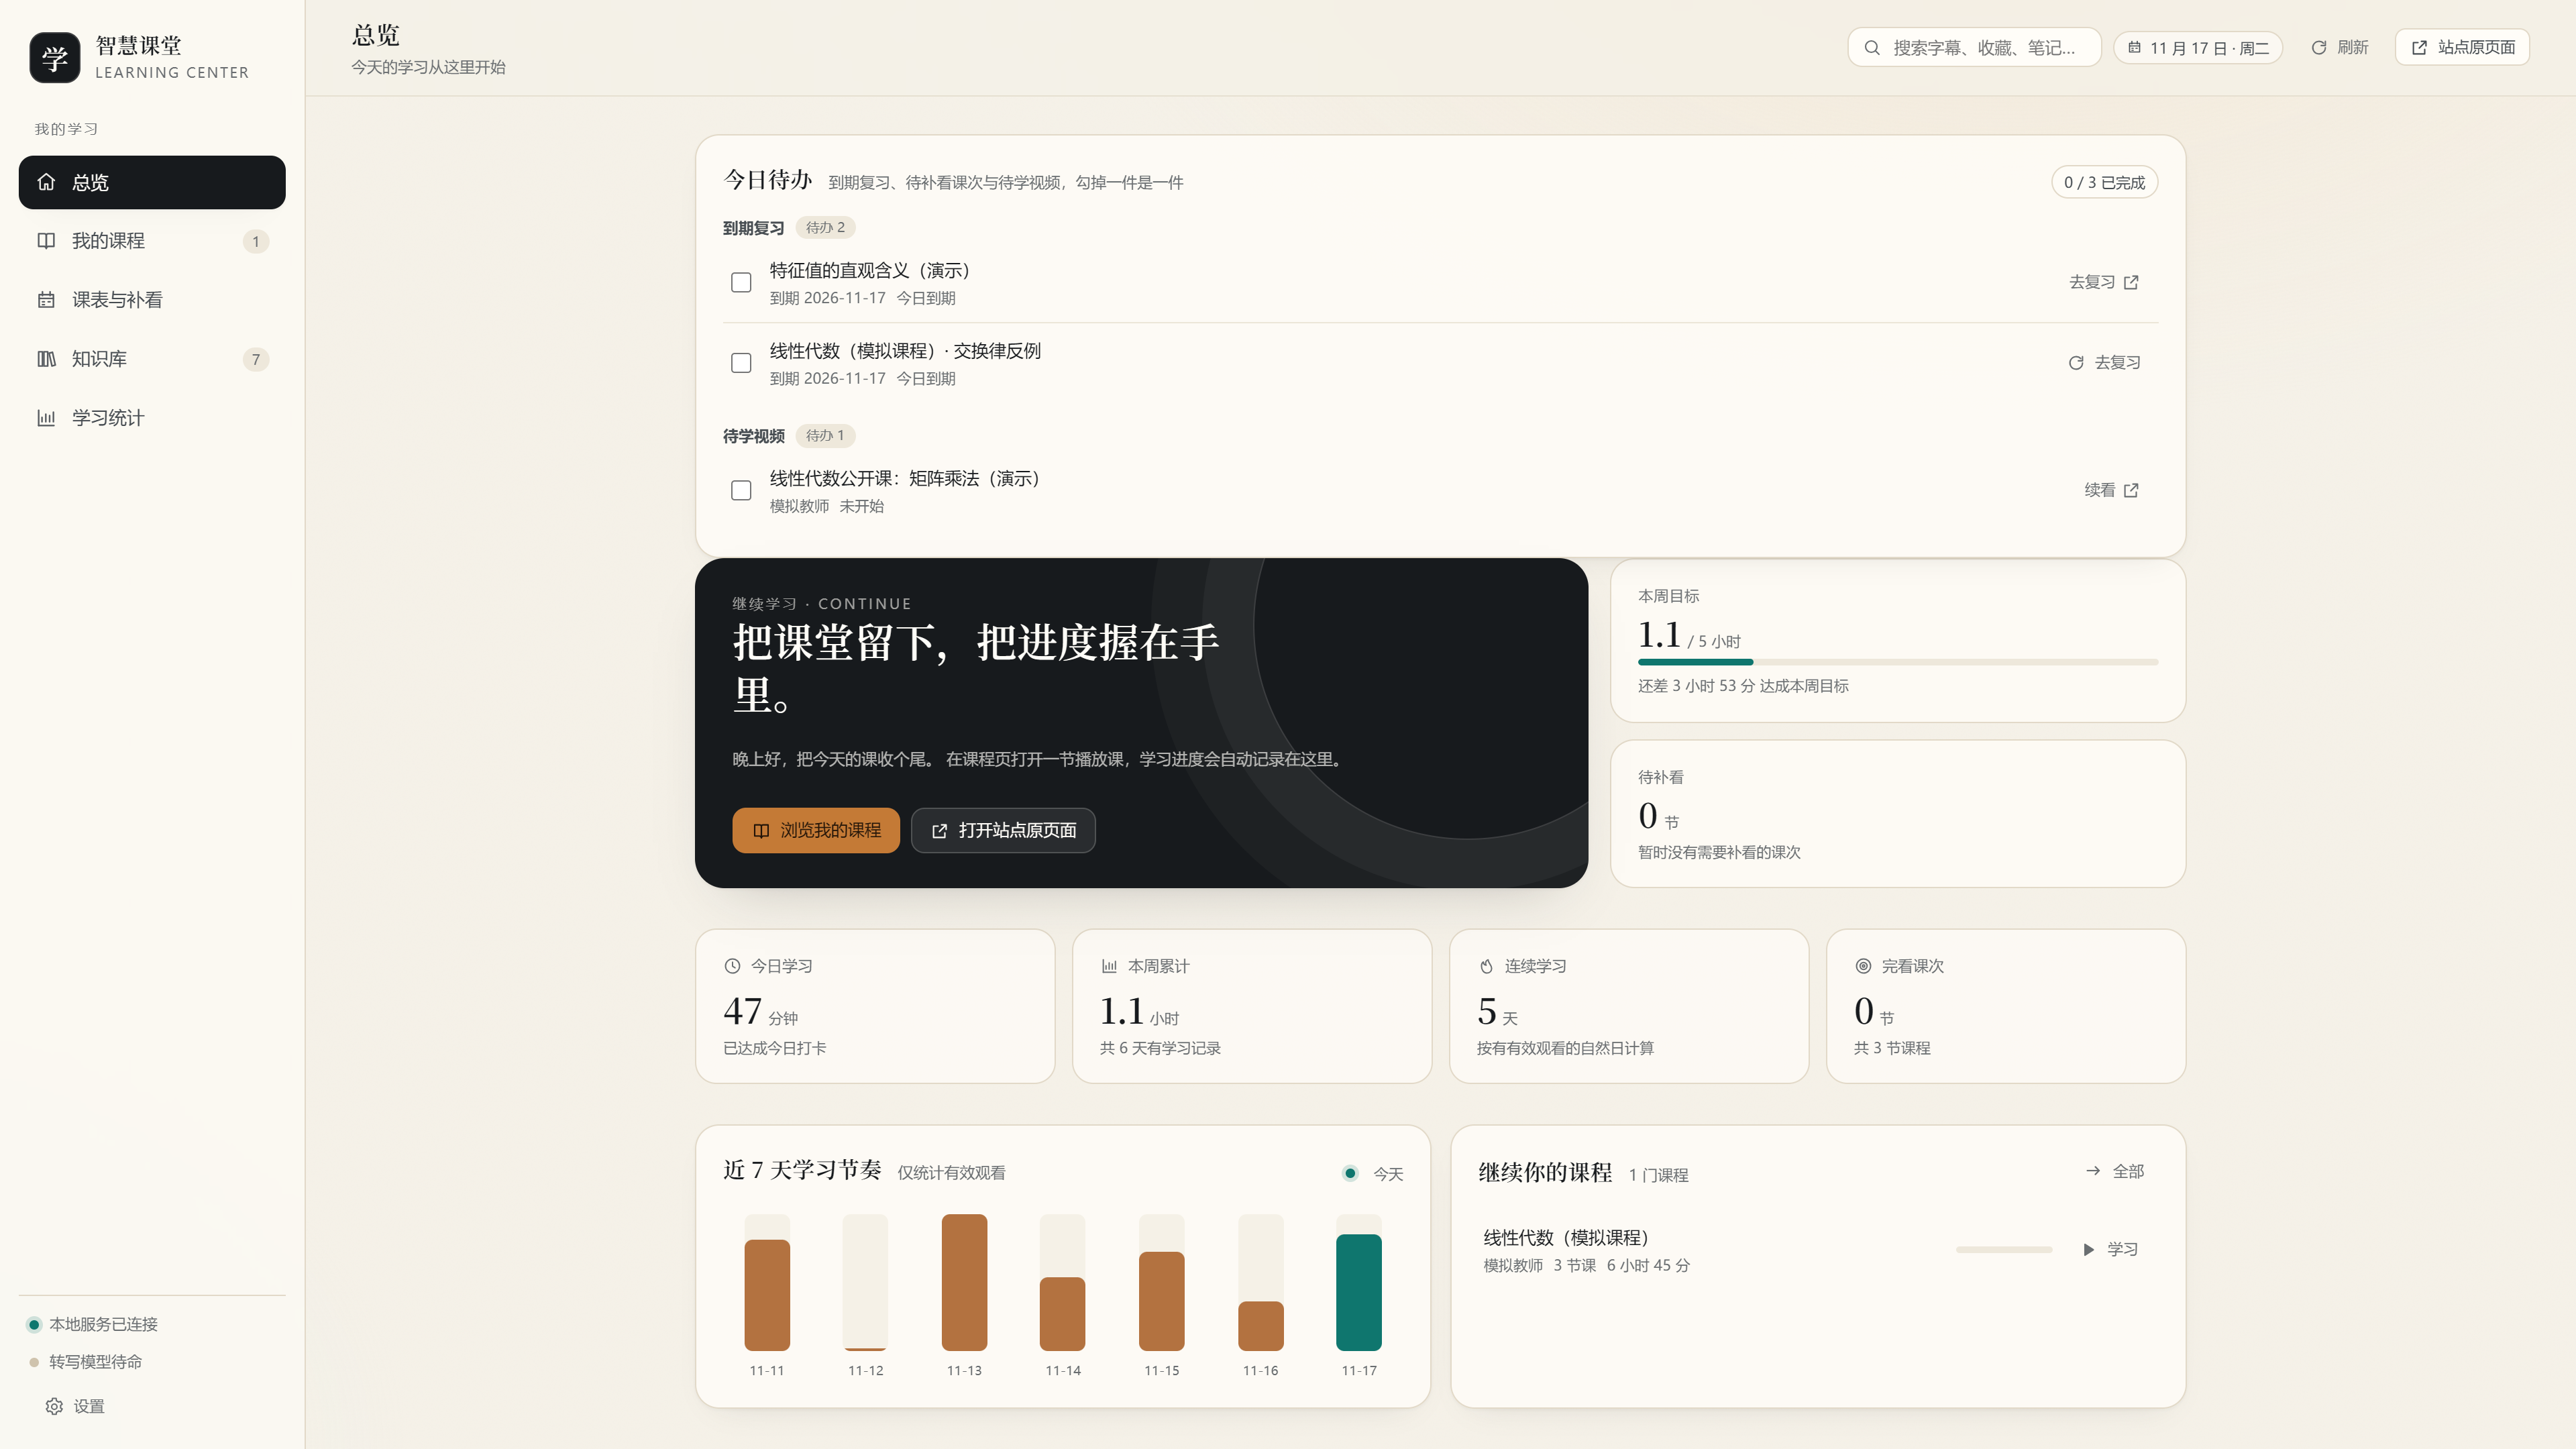 学
智慧课堂
LEARNING CENTER
我的学习
总览
我的课程 1
课表与补看
知识库 7
学习统计
本地服务已连接
转写模型待命
设置
总览
今天的学习从这里开始
搜索字幕、收藏、笔记...
11 月 17 日 · 周二
刷新
站点原页面
今日待办 到期复习、待补看课次与待学视频，勾掉一件是一件
0 / 3 已完成
到期复习 待办 2
特征值的直观含义（演示）
到期 2026-11-17 今日到期
去复习
线性代数（模拟课程）· 交换律反例
到期 2026-11-17 今日到期
去复习
待学视频 待办 1
线性代数公开课：矩阵乘法（演示）
模拟教师 未开始
续看
继续学习 · CONTINUE
把课堂留下，把进度握在手
里。
晚上好，把今天的课收个尾。 在课程页打开一节播放课，学习进度会自动记录在这里。
浏览我的课程
打开站点原页面
本周目标
1.1 / 5 小时
还差 3 小时 53 分 达成本周目标
待补看
0 节
暂时没有需要补看的课次
今日学习
47 分钟
已达成今日打卡
本周累计
1.1 小时
共 6 天有学习记录
连续学习
5 天
按有有效观看的自然日计算
完看课次
0 节
共 3 节课程
近 7 天学习节奏 仅统计有效观看
今天
11-11 11-12 11-13 11-14 11-15 11-16 11-17
继续你的课程 1 门课程
全部
线性代数（模拟课程）
模拟教师 3 节课 6 小时 45 分
学习